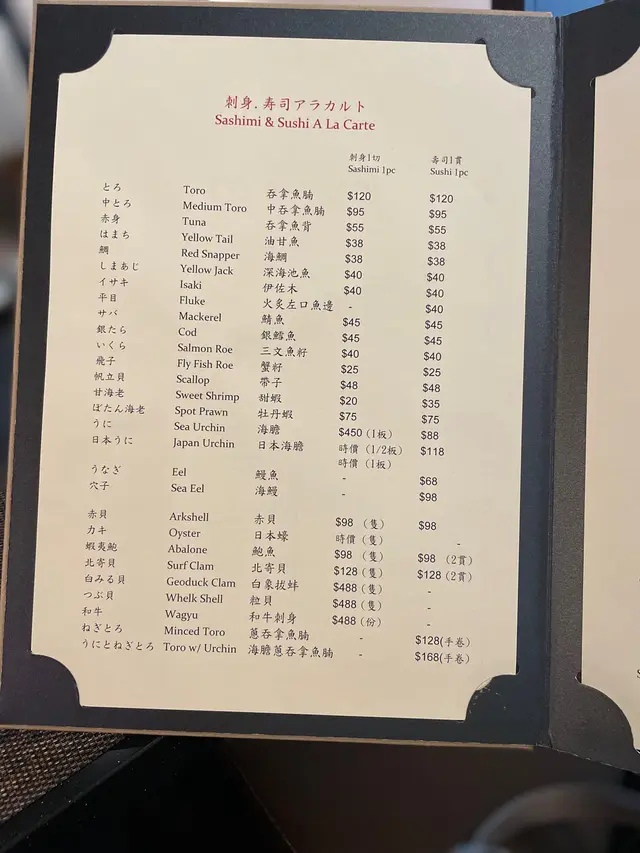 刺身.寿司アラカルト
Sashimi & Sushi A La Carte
刺身1切 壽司1貫
Sashimi 1pc Sushi 1pc
とろ Toro 吞拿魚腩 $120 $120
中とろ Medium Toro 中吞拿魚腩 $95 $95
赤身 Tuna 吞拿魚背 $55 $55
はまち Yellow Tail 油甘魚 $38 $38
鯛 Red Snapper 海鯛 $38 $38
しまあじ Yellow Jack 深海池魚 $40 $40
イサキ Isaki 伊佐木 $40 $40
平目 Fluke 火炙左口魚邊 - $40
サバ Mackerel 鯖魚 $45 $45
銀たら Cod 銀鱈魚 $45 $45
いくら Salmon Roe 三文魚籽 $40 $40
飛子 Fly Fish Roe 蟹籽 $25 $25
帆立貝 Scallop 帶子 $48 $48
甘海老 Sweet Shrimp 甜蝦 $20 $35
ぼたん海老 Spot Prawn 牡丹蝦 $75 $75
うに Sea Urchin 海膽 $450 (1板) $88
日本うに Japan Urchin 日本海膽 時價 (1/2板) $118
時價 (1板)
うなぎ Eel 鰻魚 - $68
穴子 Sea Eel 海鰻 - $98
赤貝 Arkshell 赤貝 $98 (隻) $98
カキ Oyster 日本蠔 時價 (隻) -
蝦夷鮑 Abalone 鮑魚 $98 (隻) $98 (2貫)
北寄貝 Surf Clam 北寄貝 $128 (隻) $128 (2貫)
白みる貝 Geoduck Clam 白象拔蚌 $488 (隻) -
つぶ貝 Whelk Shell 粒貝 $488 (隻)
和牛 Wagyu 和牛刺身 $488 (份) -
ねぎとろ Minced Toro 蔥吞拿魚腩 - $128(手卷)
うにとねぎとろ Toro w/ Urchin 海膽蔥吞拿魚腩 - $168(手卷)